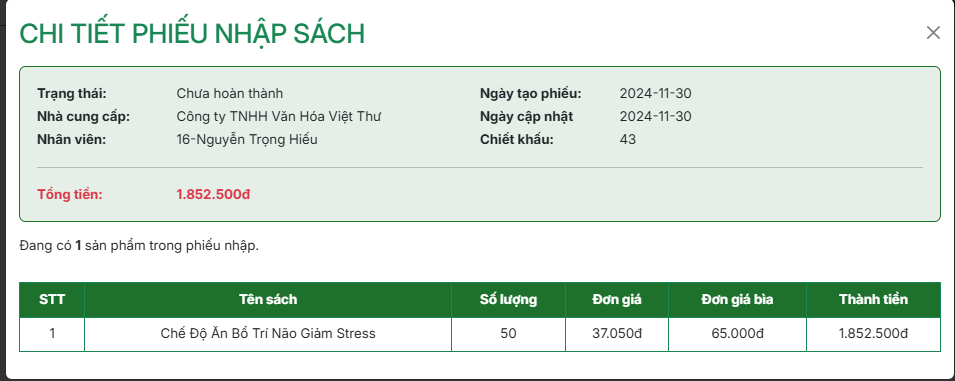 CHI TIẾT PHIẾU NHẬP SÁCH
Trạng thái: Chưa hoàn thành Ngày tạo phiếu: 2024-11-30
Nhà cung cấp: Công ty TNHH Văn Hóa Việt Thư Ngày cập nhật 2024-11-30
Nhân viên: 16-Nguyễn Trọng Hiếu Chiết khấu: 43
Tổng tiền: 1.852.500đ
Đang có 1 sản phẩm trong phiếu nhập.
STT Tên sách Số lượng Đơn giá Đơn giá bìa Thành tiền
1 Chế Độ Ăn Bổ Trí Não Giảm Stress 50 37.050đ 65.000đ 1.852.500đ